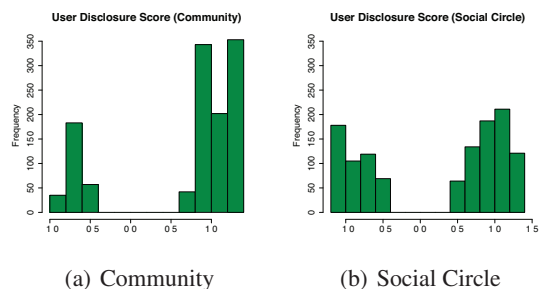 User Disclosure Score (Community)
Frequency
350
300
250
200
150
100
50
0
1 0 0 5 0 0 0 5 1 0
(a) Community
User Disclosure Score (Social Circle)
Frequency
350
300
250
200
150
100
50
0
1 0 0 5 0 0 0 5 1 0 1 5
(b) Social Circle